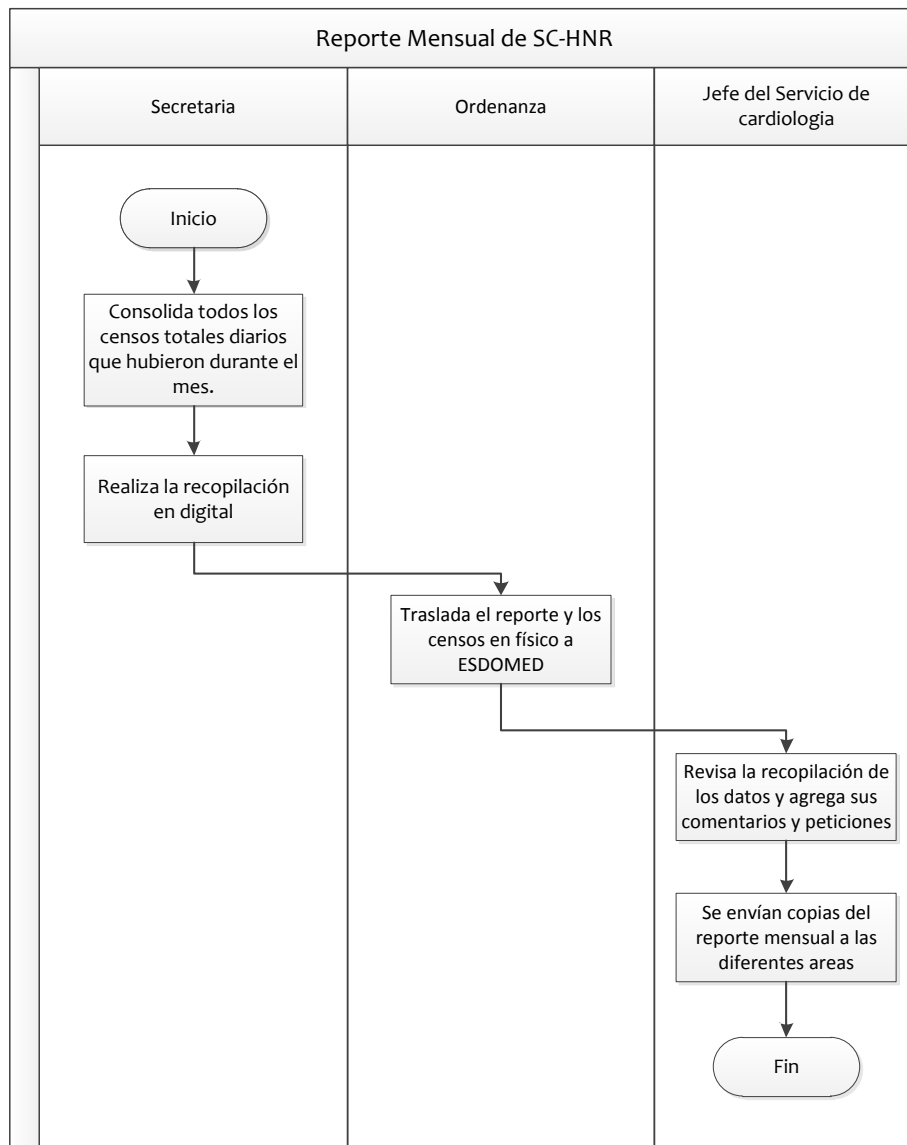 Reporte Mensual de SC-HNR
Secretaria
Ordenanza
Jefe del Servicio de
cardiologia
Inicio
Consolida todos los
censos totales diarios
que hubieron durante el
mes.
Realiza la recopilación
en digital
Traslada el reporte y los
censos en físico a
ESDOMED
Revisa la recopilación de
los datos y agrega sus
comentarios y peticiones
Se envían copias del
reporte mensual a las
diferentes areas
Fin